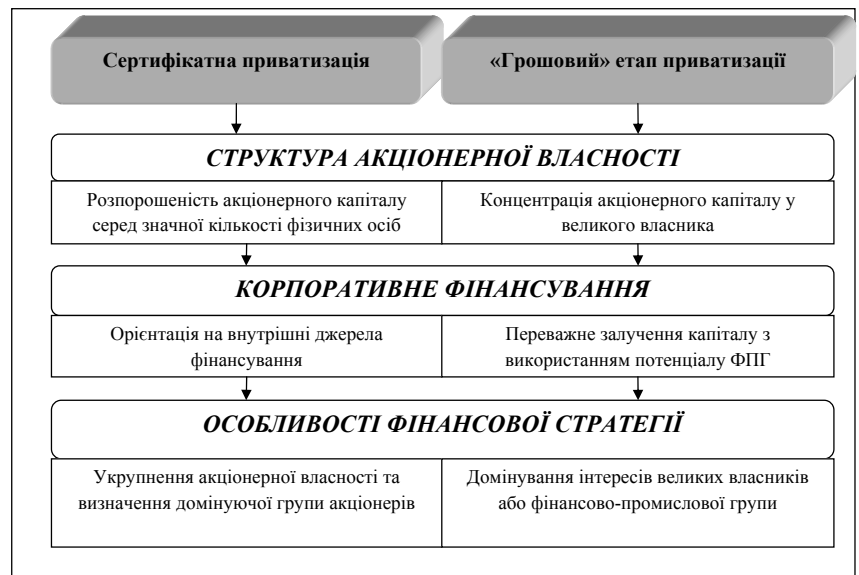 Сертифікатна приватизація
«Грошовий» етап приватизації
СТРУКТУРА АКЦІОНЕРНОЇ ВЛАСНОСТІ
Розпорошеність акціонерного капіталу
серед значної кількості фізичних осіб
Концентрація акціонерного капіталу у
великого власника
КОРПОРАТИВНЕ ФІНАНСУВАННЯ
Орієнтація на внутрішні джерела
фінансування
Переважне залучення капіталу з
використанням потенціалу ФПГ
ОСОБЛИВОСТІ ФІНАНСОВОЇ СТРАТЕГІЇ
Укрупнення акціонерної власності та
визначення домінуючої групи акціонерів
Домінування інтересів великих власників
або фінансово-промислової групи